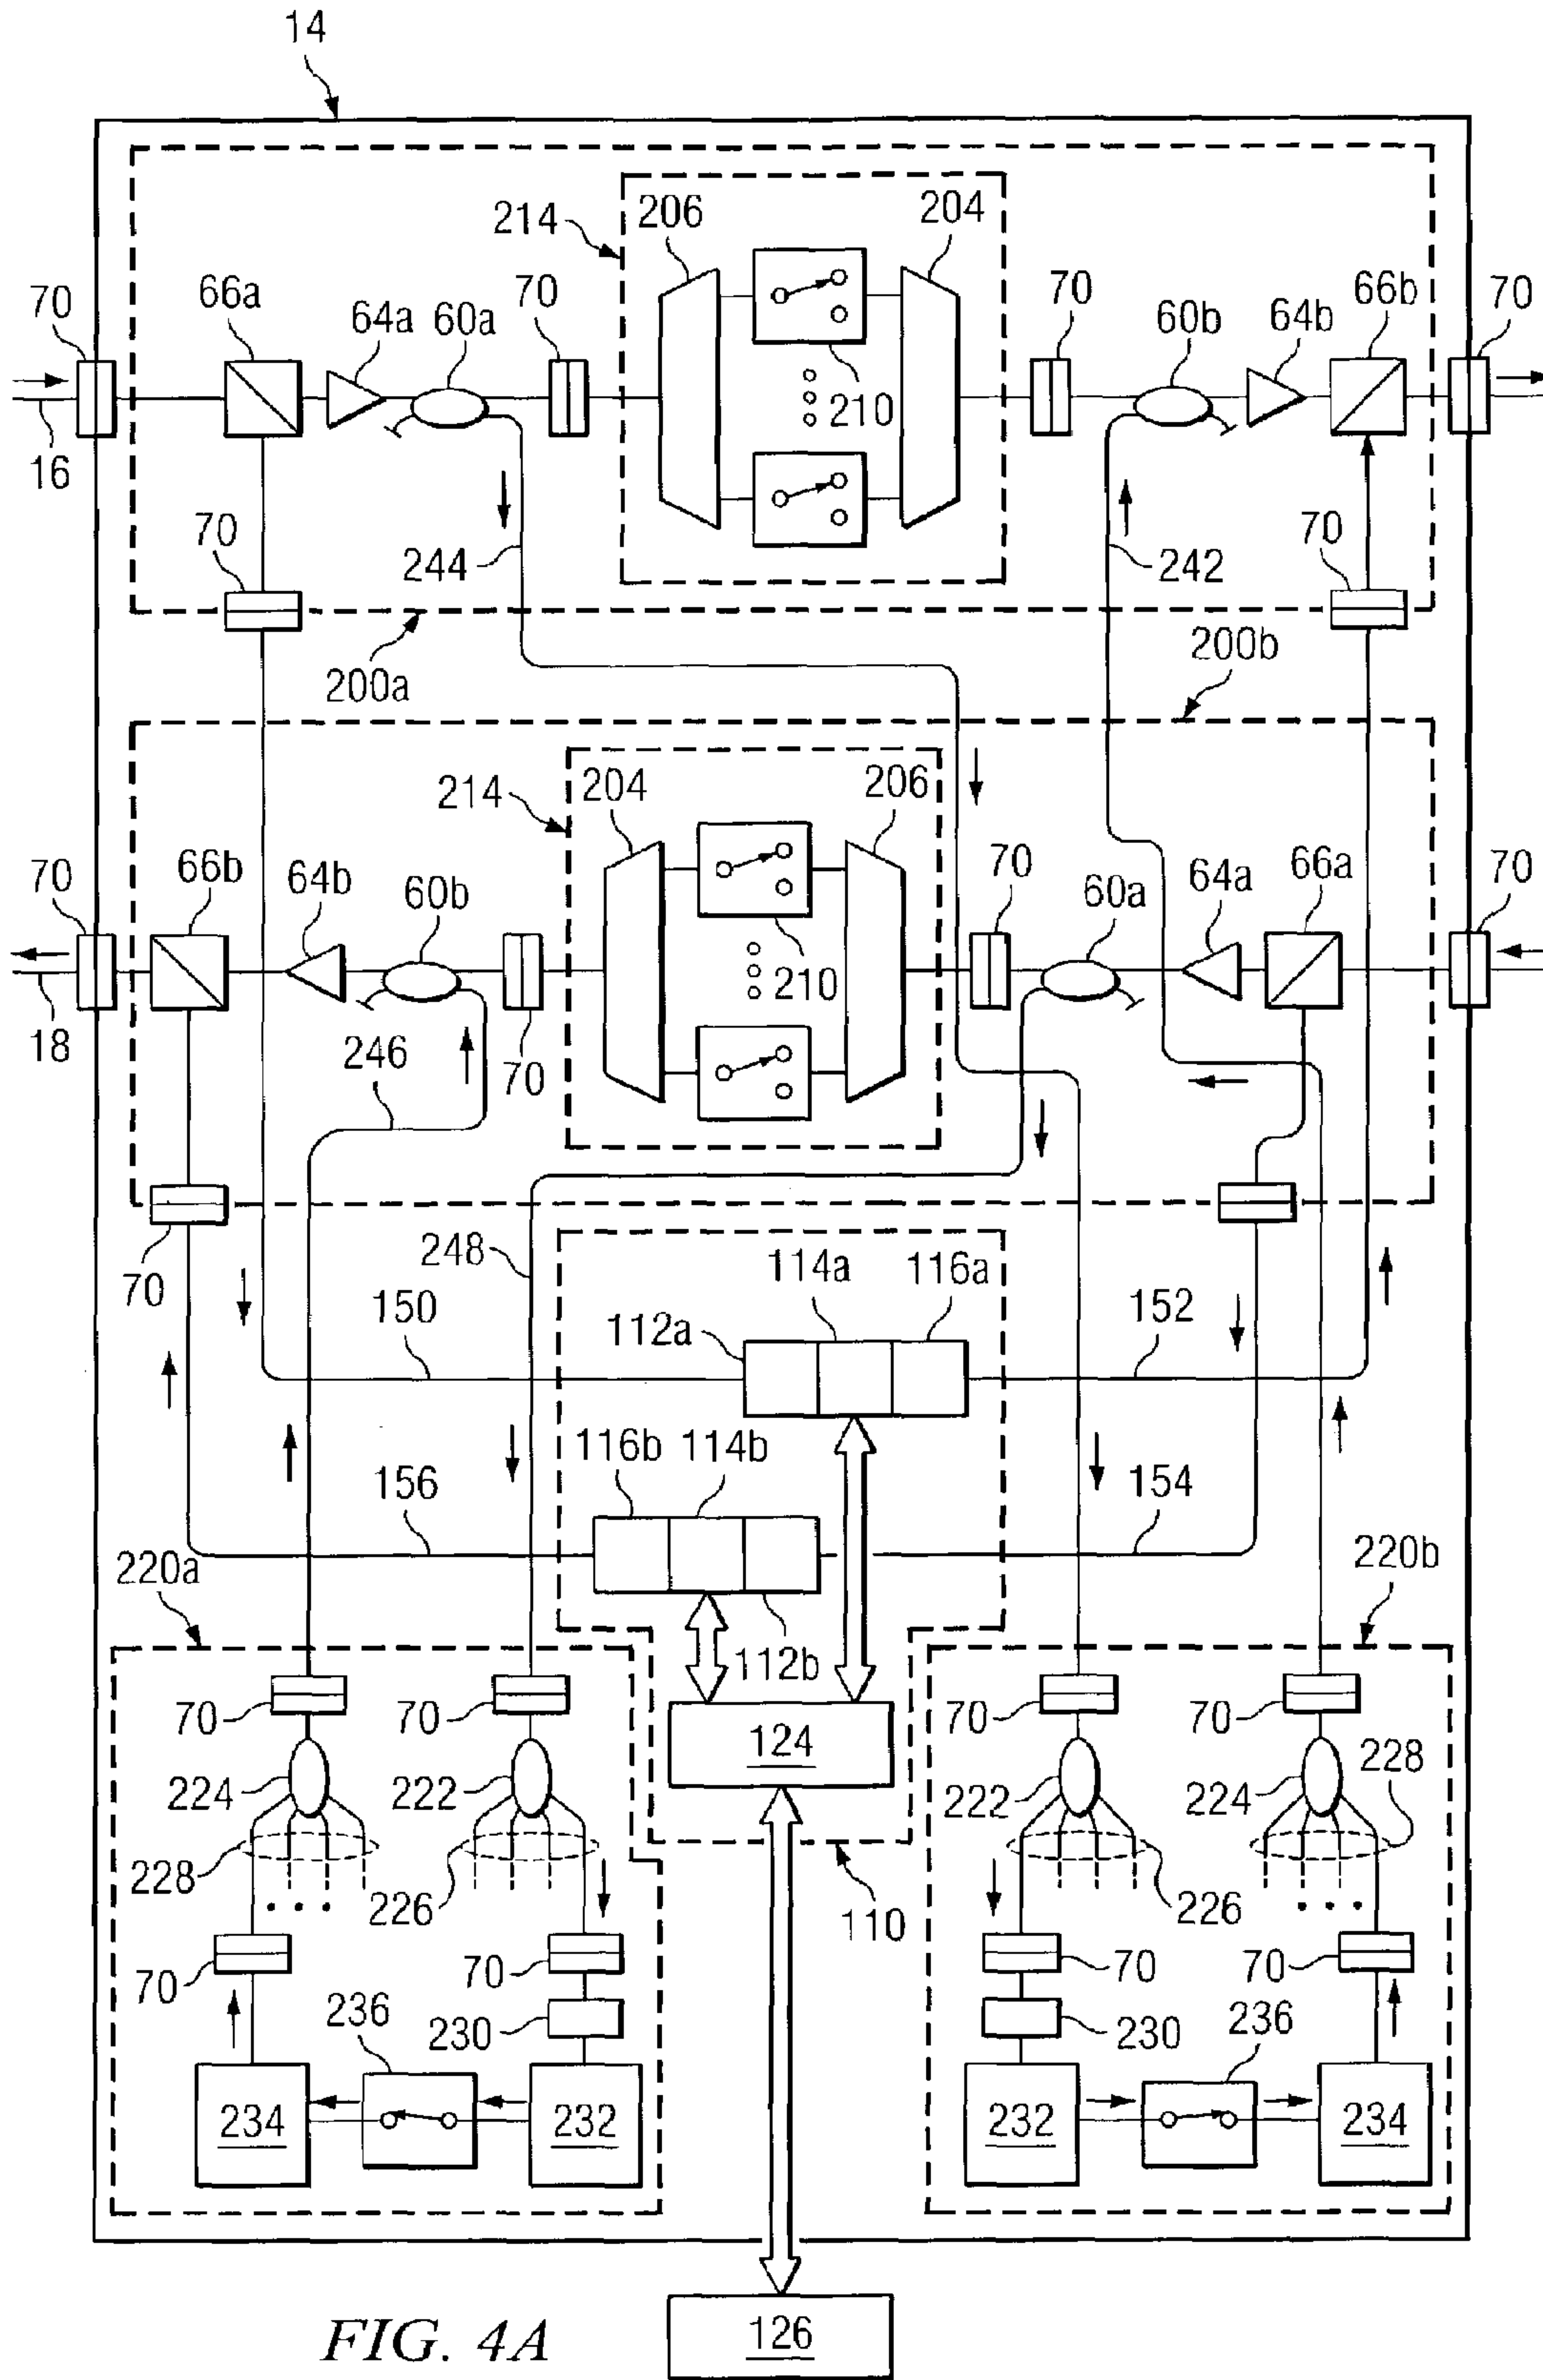 14
206
204
214
70
66a
64a
60a
70
70
60b
64b
66b
70
16
210
70
244
242
70
200a
200b
204
206
214
70
66b
64b
60b
70
60a
64a
66a
70
18
246
70
210
70
248
114a
116a
150
112a
152
116b
114b
156
154
220a
220b
112b
70
70
124
70
70
224
222
222
224
228
228
226
110
226
70
70
70
70
236
230
230
236
234
232
232
234
FIG. 4A
126